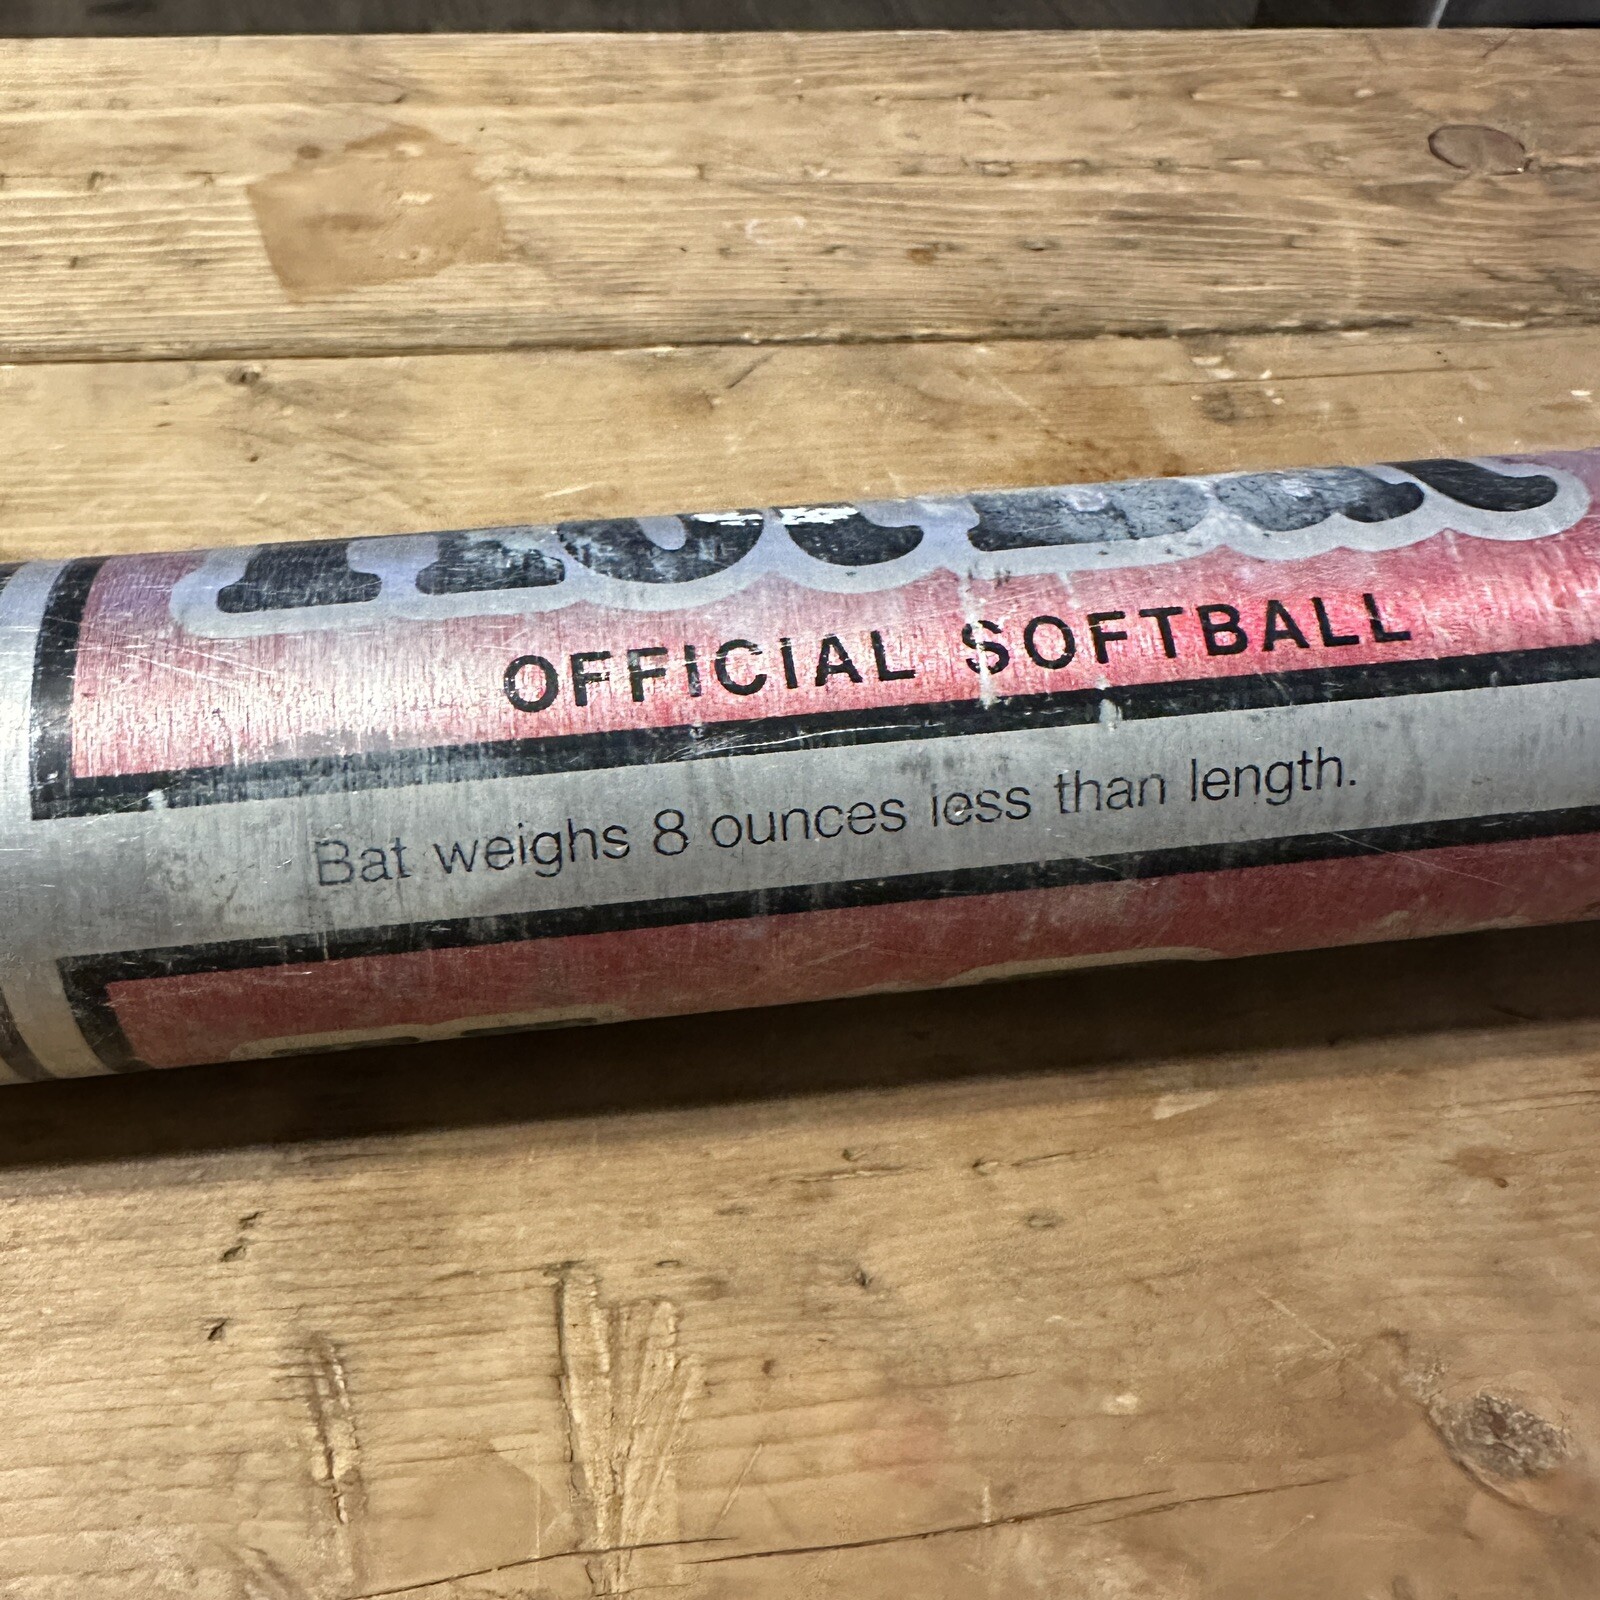 OFFICIAL SOFTBALL
Bat weighs 8 ounces less than length.